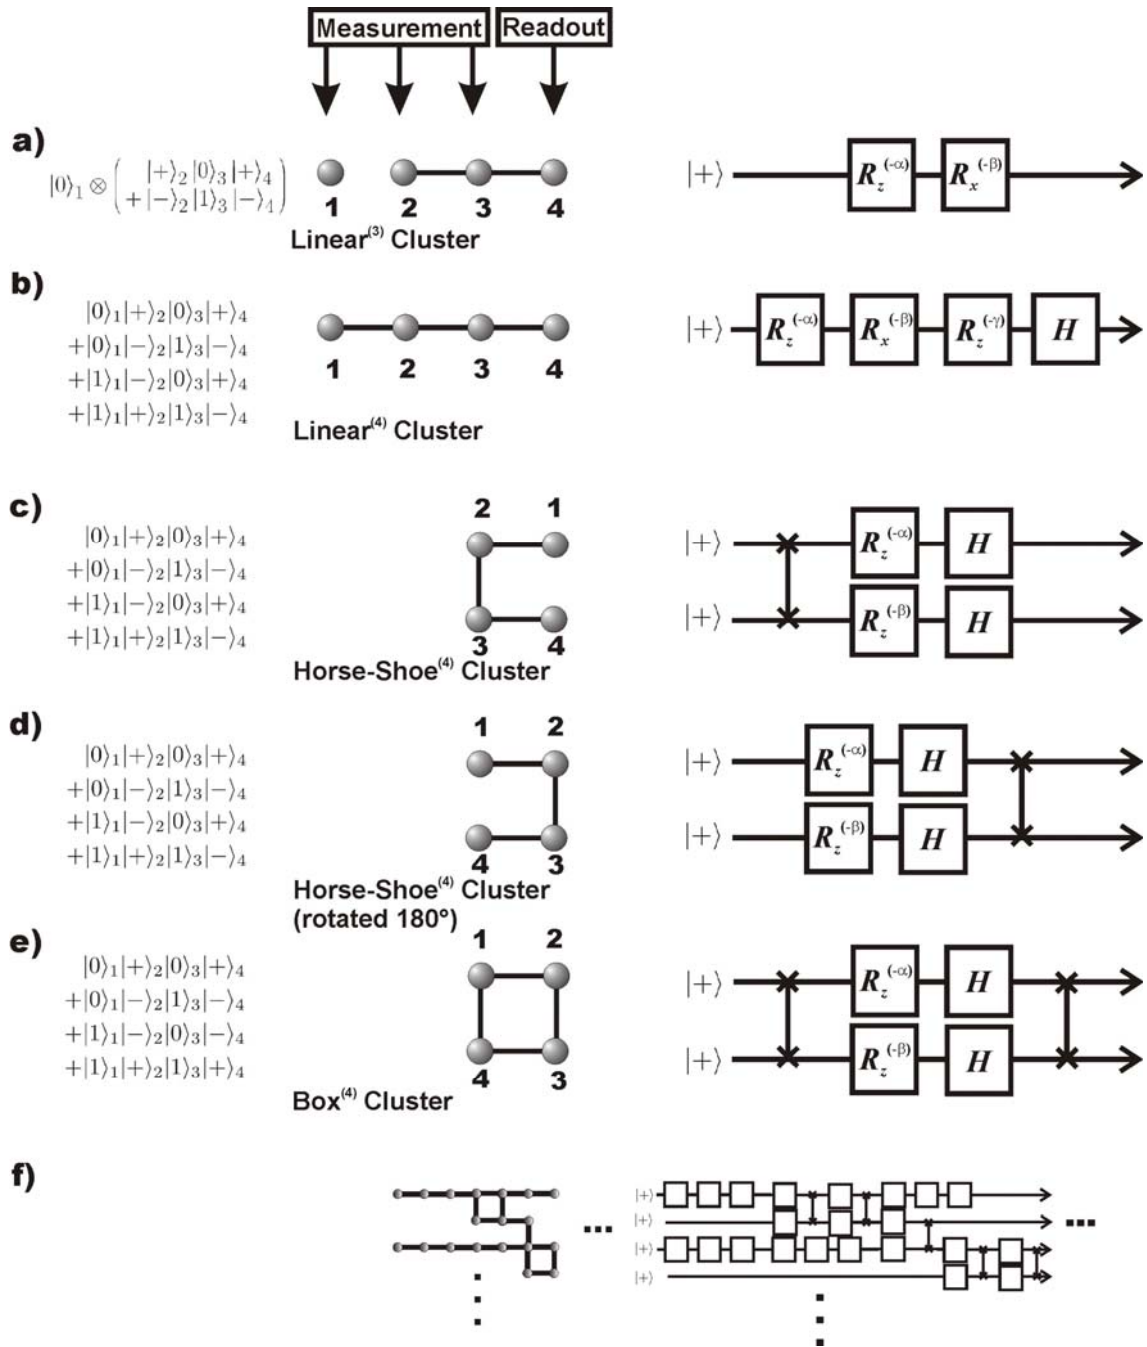 Measurement Readout
a)
|0⟩₁ ⊗ ( |+⟩₂ |0⟩₃ |+⟩₄
+ |−⟩₂ |1⟩₃ |−⟩₄ )
1 2 3 4
Linear⁽³⁾ Cluster
|+⟩ R_z^(-α) R_x^(-β)
b)
|0⟩₁|+⟩₂|0⟩₃|+⟩₄
+|0⟩₁|−⟩₂|1⟩₃|−⟩₄
+|1⟩₁|−⟩₂|0⟩₃|+⟩₄
+|1⟩₁|+⟩₂|1⟩₃|−⟩₄
1 2 3 4
Linear⁽⁴⁾ Cluster
|+⟩ R_z^(-α) R_x^(-β) R_z^(-γ) H
c)
|0⟩₁|+⟩₂|0⟩₃|+⟩₄
+|0⟩₁|−⟩₂|1⟩₃|−⟩₄
+|1⟩₁|−⟩₂|0⟩₃|+⟩₄
+|1⟩₁|+⟩₂|1⟩₃|−⟩₄
2 1
3 4
Horse-Shoe⁽⁴⁾ Cluster
|+⟩ R_z^(-α) H
|+⟩ R_z^(-β) H
d)
|0⟩₁|+⟩₂|0⟩₃|+⟩₄
+|0⟩₁|−⟩₂|1⟩₃|−⟩₄
+|1⟩₁|−⟩₂|0⟩₃|+⟩₄
+|1⟩₁|+⟩₂|1⟩₃|−⟩₄
1 2
4 3
Horse-Shoe⁽⁴⁾ Cluster
(rotated 180°)
|+⟩ R_z^(-α) H
|+⟩ R_z^(-β) H
e)
|0⟩₁|+⟩₂|0⟩₃|+⟩₄
+|0⟩₁|−⟩₂|1⟩₃|−⟩₄
+|1⟩₁|−⟩₂|0⟩₃|−⟩₄
+|1⟩₁|+⟩₂|1⟩₃|+⟩₄
1 2
4 3
Box⁽⁴⁾ Cluster
|+⟩ R_z^(-α) H
|+⟩ R_z^(-β) H
f)
|+⟩
|+⟩
|+⟩
|+⟩